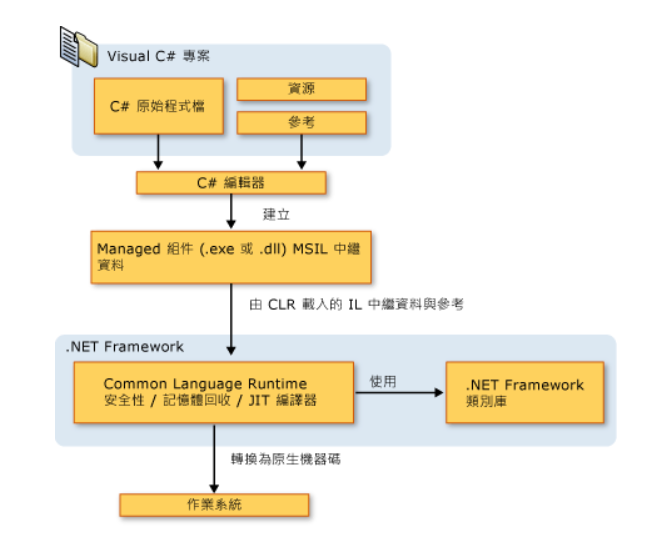 Visual C# 專案
C# 原始程式檔
資源
參考
C# 編輯器
建立
Managed 組件 (.exe 或 .dll) MSIL 中繼
資料
由 CLR 載入的 IL 中繼資料與參考
.NET Framework
Common Language Runtime
安全性 / 記憶體回收 / JIT 編譯器
使用
.NET Framework
類別庫
轉換為原生機器碼
作業系統